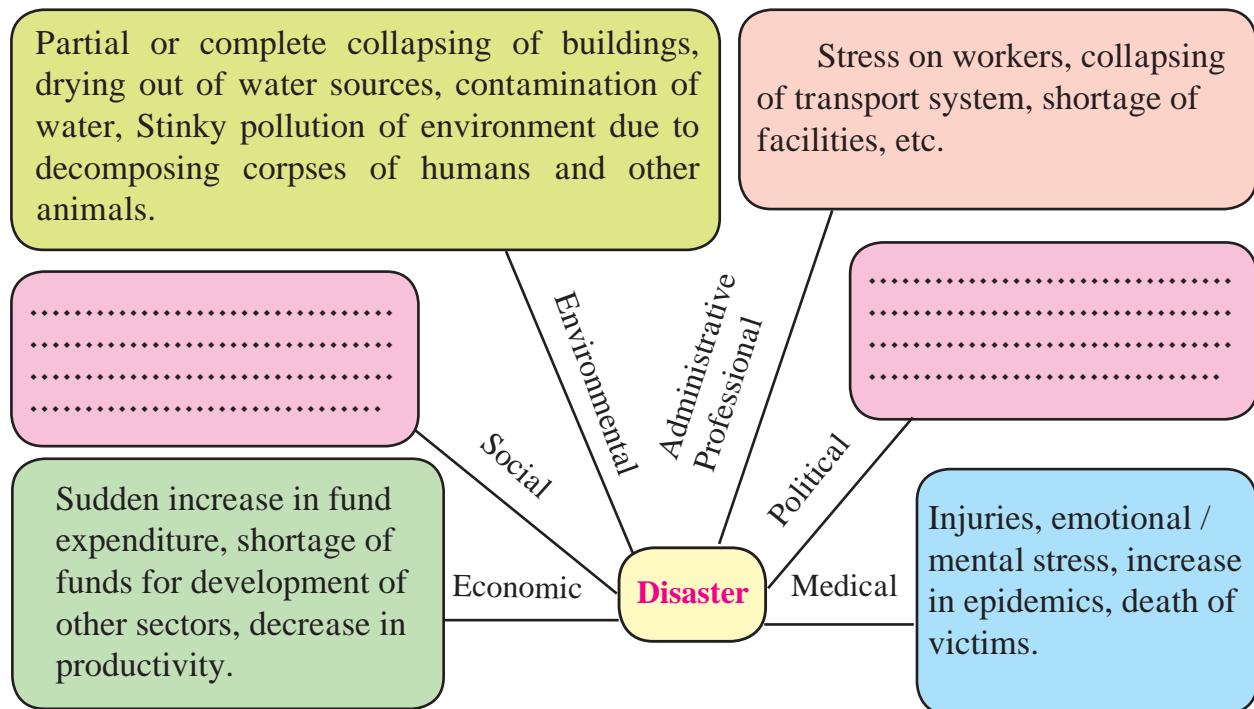 Partial or complete collapsing of buildings,
drying out of water sources, contamination of
water, Stinky pollution of environment due to
decomposing corpses of humans and other
animals.
Stress on workers, collapsing
of transport system, shortage of
facilities, etc.
Environmental
Administrative
Professional
Social
Political
Sudden increase in fund
expenditure, shortage of
funds for development of
other sectors, decrease in
productivity.
Economic
Disaster
Medical
Injuries, emotional /
mental stress, increase
in epidemics, death of
victims.